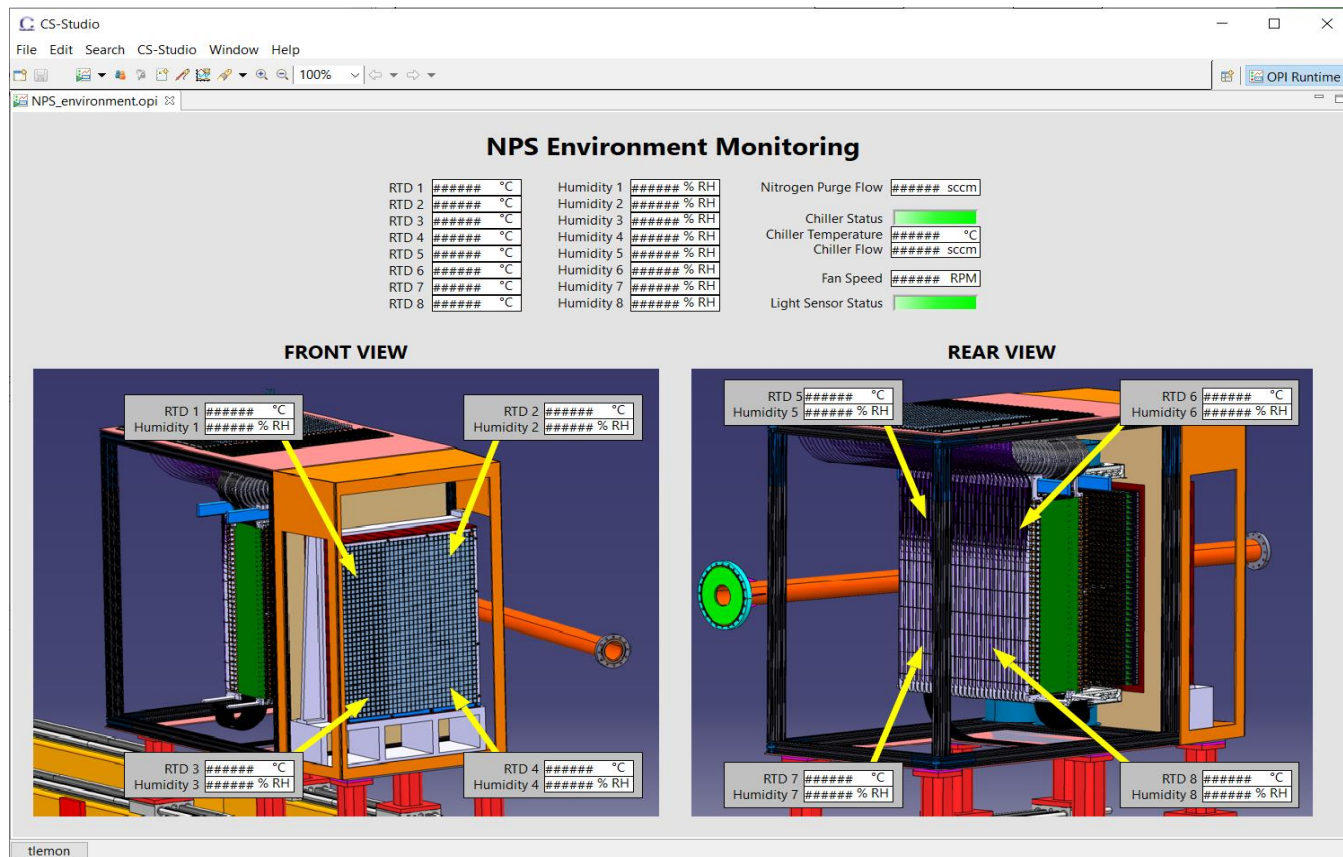 CS-Studio
File Edit Search CS-Studio Window Help
100%
OPI Runtime
NPS_environment.opi
NPS Environment Monitoring
RTD 1 ###### °C Humidity 1 ###### % RH Nitrogen Purge Flow ###### sccm
RTD 2 ###### °C Humidity 2 ###### % RH
RTD 3 ###### °C Humidity 3 ###### % RH Chiller Status
RTD 4 ###### °C Humidity 4 ###### % RH Chiller Temperature ###### °C
RTD 5 ###### °C Humidity 5 ###### % RH Chiller Flow ###### sccm
RTD 6 ###### °C Humidity 6 ###### % RH
RTD 7 ###### °C Humidity 7 ###### % RH Fan Speed ###### RPM
RTD 8 ###### °C Humidity 8 ###### % RH Light Sensor Status
FRONT VIEW
RTD 1 ###### °C
Humidity 1 ###### % RH
RTD 2 ###### °C
Humidity 2 ###### % RH
RTD 3 ###### °C
Humidity 3 ###### % RH
RTD 4 ###### °C
Humidity 4 ###### % RH
REAR VIEW
RTD 5 ###### °C
Humidity 5 ###### % RH
RTD 6 ###### °C
Humidity 6 ###### % RH
RTD 7 ###### °C
Humidity 7 ###### % RH
RTD 8 ###### °C
Humidity 8 ###### % RH
tlemon